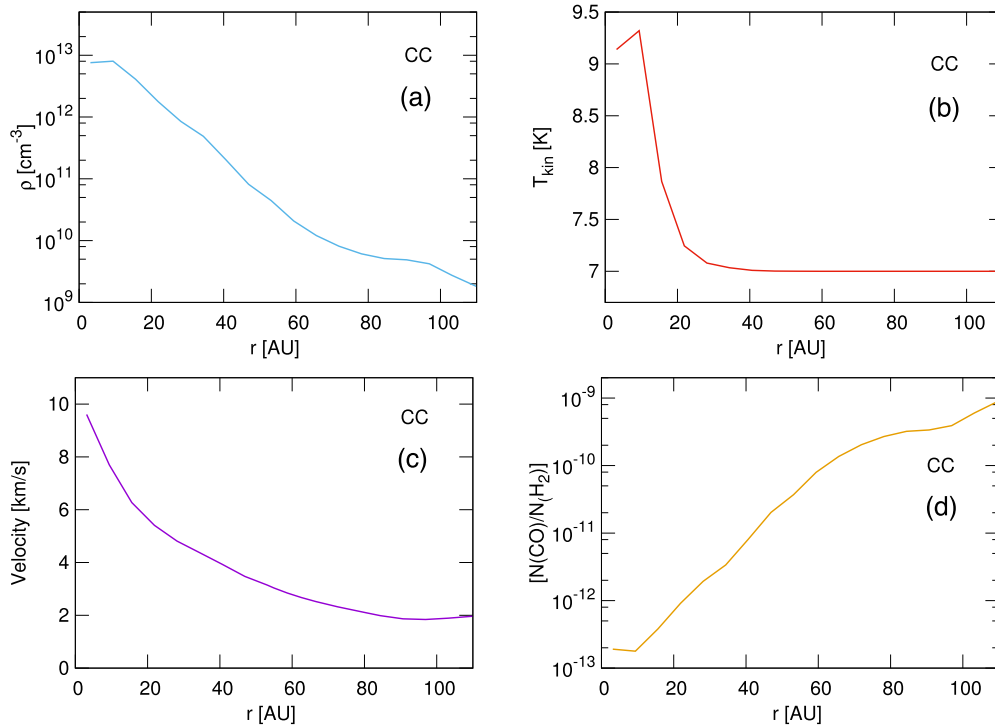 10^13
10^12
10^11
10^10
10^9
ρ [cm^-3]
0 20 40 60 80 100
r [AU]
CC
(a)
9.5
9
8.5
8
7.5
7
T_kin [K]
0 20 40 60 80 100
r [AU]
CC
(b)
10
8
6
4
2
0
Velocity [km/s]
0 20 40 60 80 100
r [AU]
CC
(c)
10^-9
10^-10
10^-11
10^-12
10^-13
[N(CO)/N(H_2)]
0 20 40 60 80 100
r [AU]
CC
(d)